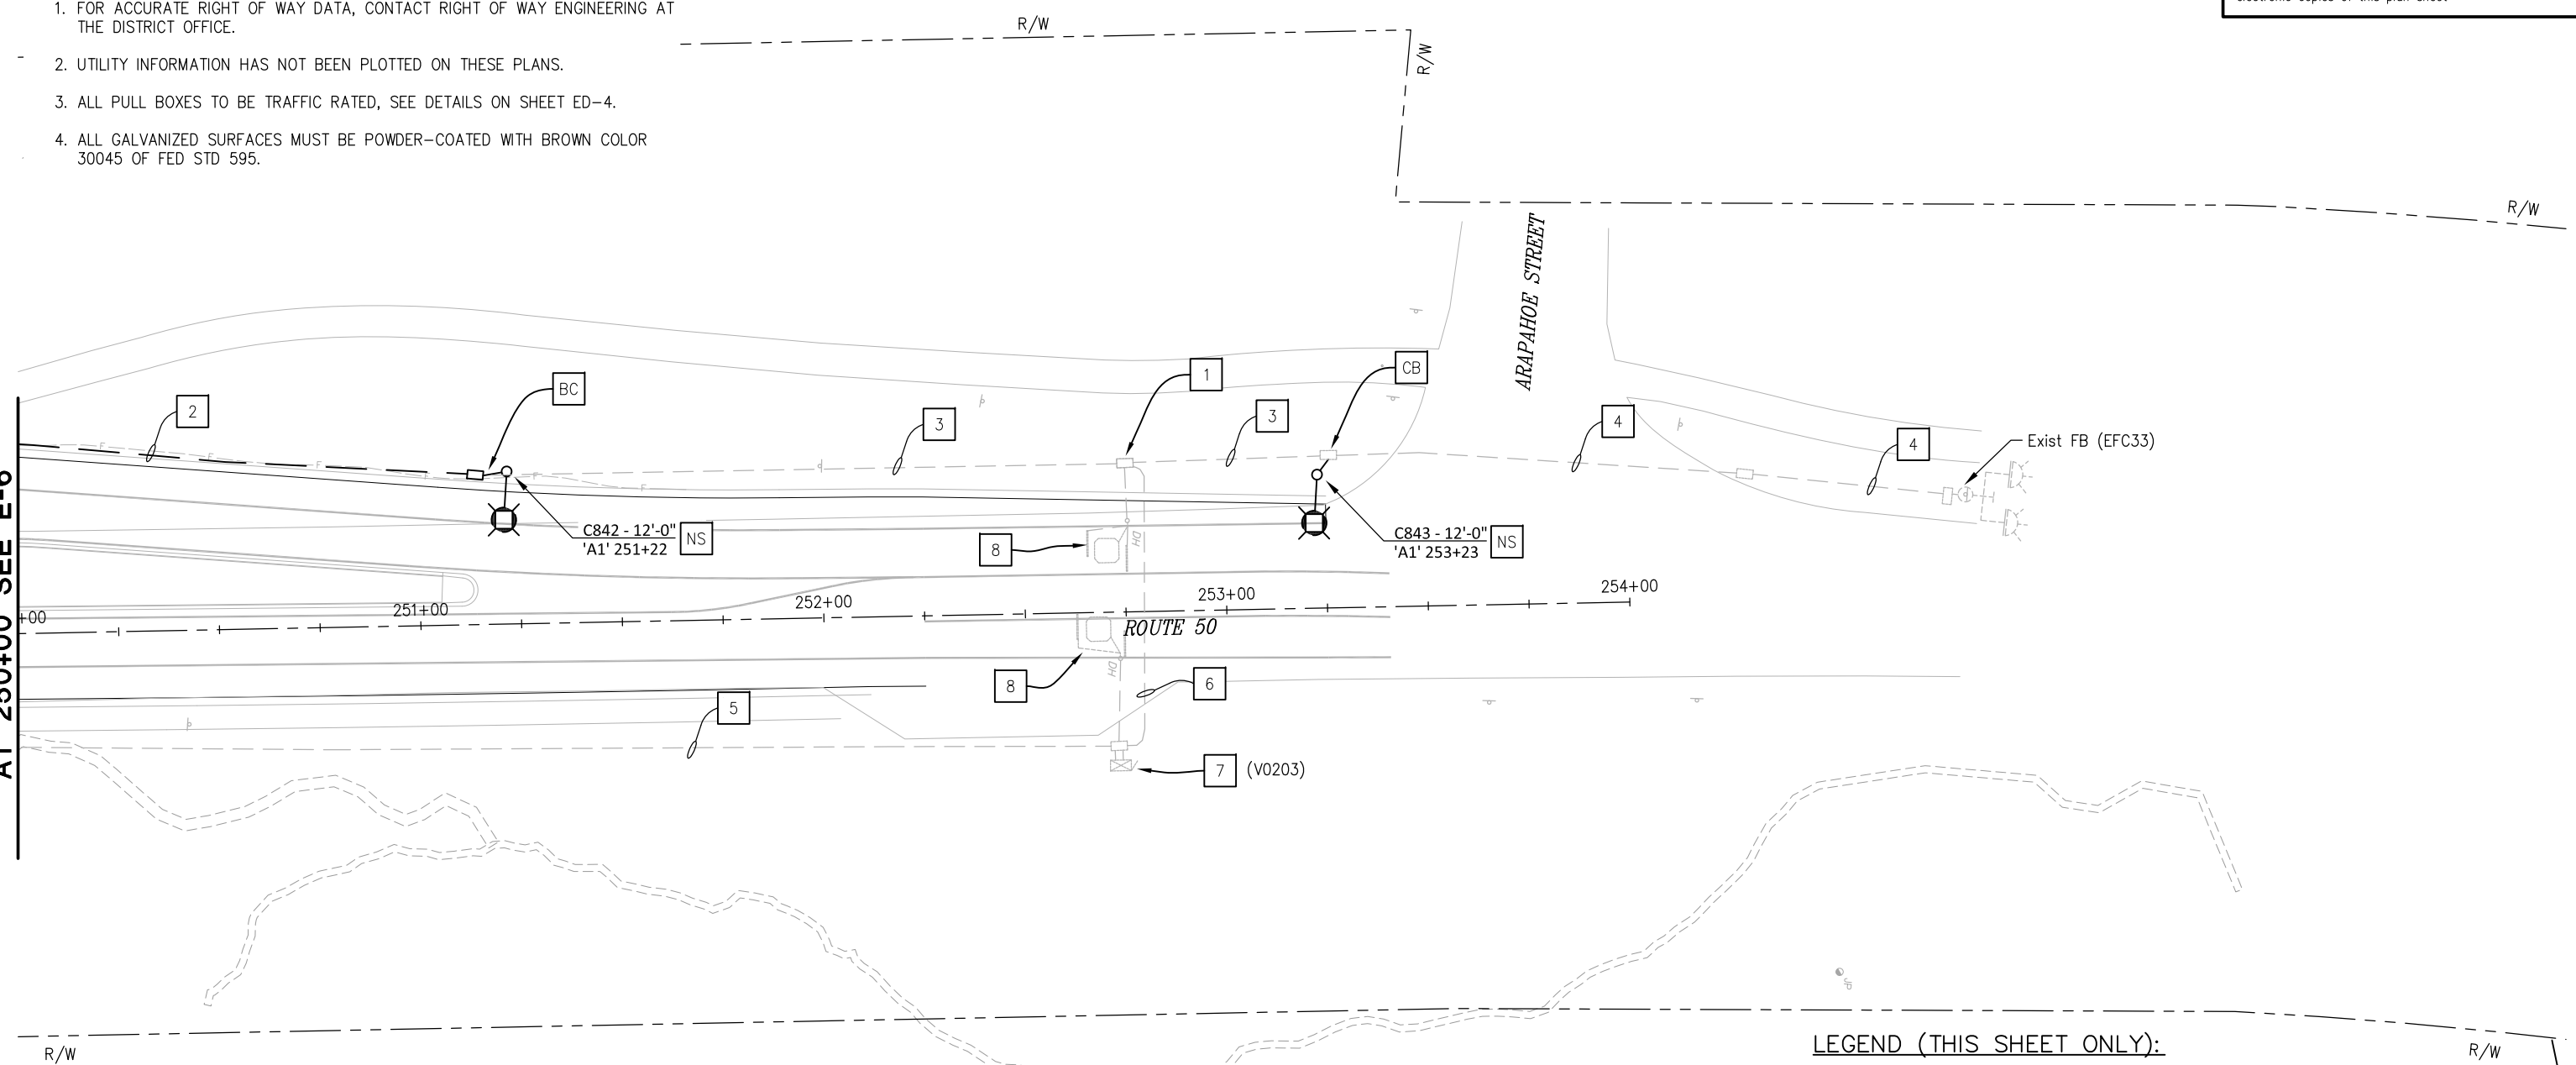 1. FOR ACCURATE RIGHT OF WAY DATA, CONTACT RIGHT OF WAY ENGINEERING AT
THE DISTRICT OFFICE.
2. UTILITY INFORMATION HAS NOT BEEN PLOTTED ON THESE PLANS.
3. ALL PULL BOXES TO BE TRAFFIC RATED, SEE DETAILS ON SHEET ED-4.
4. ALL GALVANIZED SURFACES MUST BE POWDER-COATED WITH BROWN COLOR
30045 OF FED STD 595.
R/W
R/W
R/W
ARAPAHOE STREET
BC
1
CB
2
3
3
4
4
Exist FB (EFC33)
F
F
F
F
F
F
C842 - 12'-0"
'A1' 251+22
NS
C843 - 12'-0"
'A1' 253+23
NS
8
DH
+00
251+00
252+00
253+00
254+00
ROUTE 50
8
DH
6
5
7
(V0203)
SEE E-6
R/W
R/W
LEGEND (THIS SHEET ONLY):